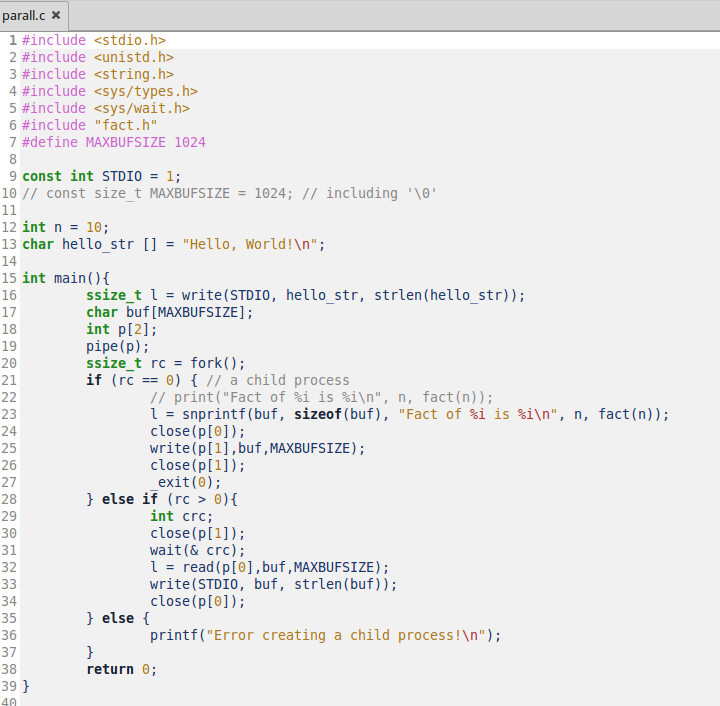 parall.c ×
1 #include <stdio.h>
2 #include <unistd.h>
3 #include <string.h>
4 #include <sys/types.h>
5 #include <sys/wait.h>
6 #include "fact.h"
7 #define MAXBUFSIZE 1024
8
9 const int STDIO = 1;
10 // const size_t MAXBUFSIZE = 1024; // including '\0'
11
12 int n = 10;
13 char hello_str [] = "Hello, World!\n";
14
15 int main(){
16         ssize_t l = write(STDIO, hello_str, strlen(hello_str));
17         char buf[MAXBUFSIZE];
18         int p[2];
19         pipe(p);
20         ssize_t rc = fork();
21         if (rc == 0) { // a child process
22                 // print("Fact of %i is %i\n", n, fact(n));
23                 l = snprintf(buf, sizeof(buf), "Fact of %i is %i\n", n, fact(n));
24                 close(p[0]);
25                 write(p[1],buf,MAXBUFSIZE);
26                 close(p[1]);
27                 _exit(0);
28         } else if (rc > 0){
29                 int crc;
30                 close(p[1]);
31                 wait(& crc);
32                 l = read(p[0],buf,MAXBUFSIZE);
33                 write(STDIO, buf, strlen(buf));
34                 close(p[0]);
35         } else {
36                 printf("Error creating a child process!\n");
37         }
38         return 0;
39 }
40